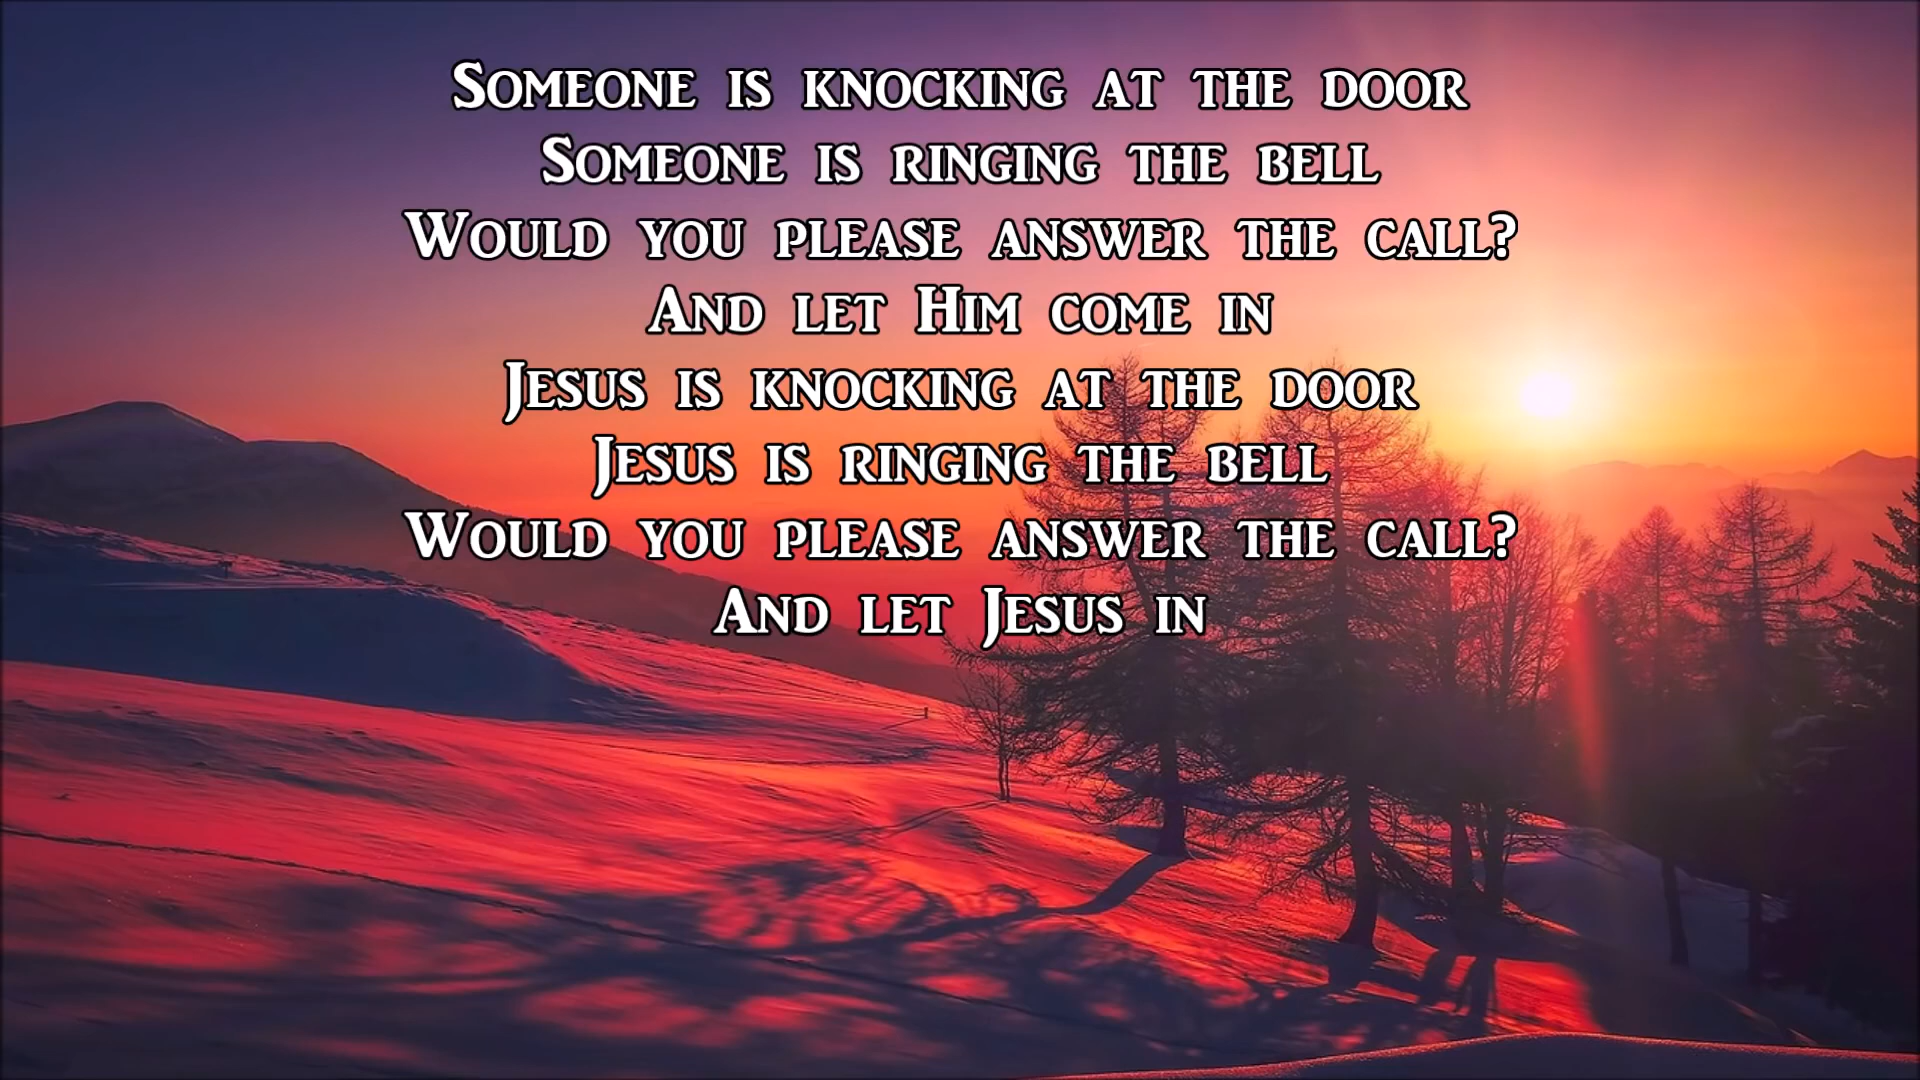 Someone is knocking at the door
Someone is ringing the bell
Would you please answer the call?
And let Him come in
Jesus is knocking at the door
Jesus is ringing the bell
Would you please answer the call?
And let Jesus in